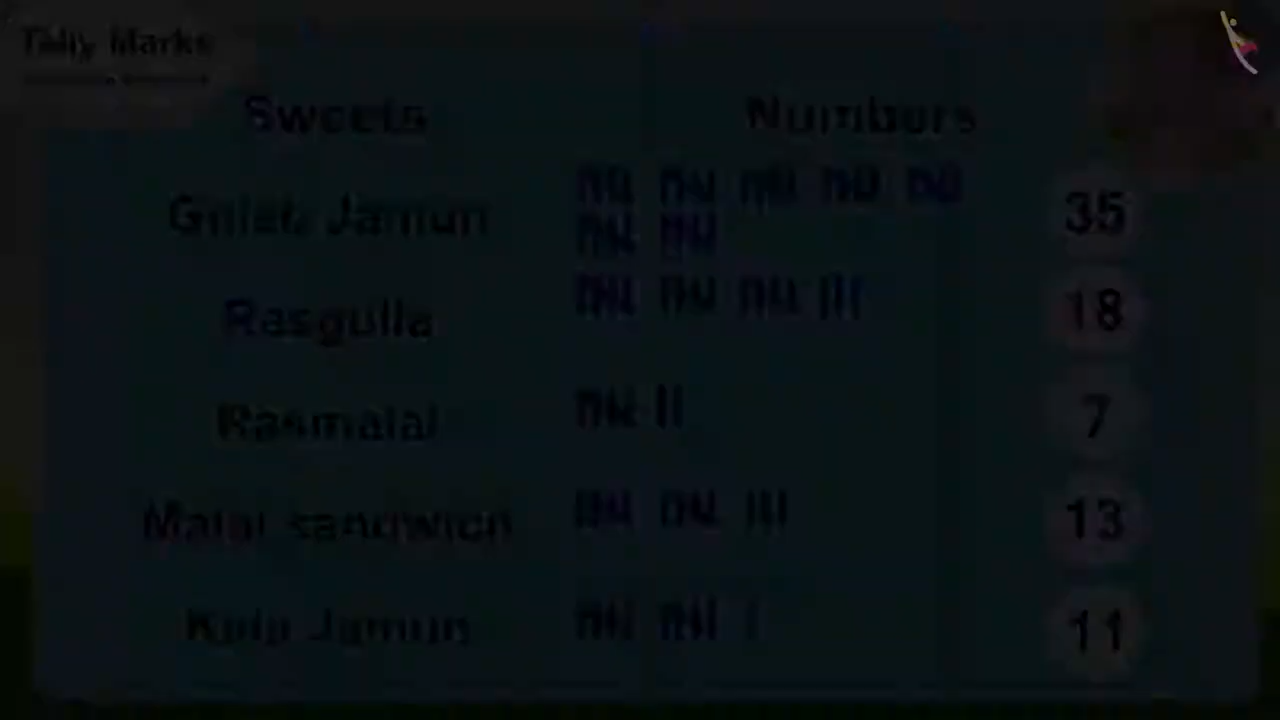 Tally Marks
Sweets Numbers
Gulab Jamun 35
Rasgulla 18
Rasmalai 7
Malai sandwich 13
Kala Jamun 11